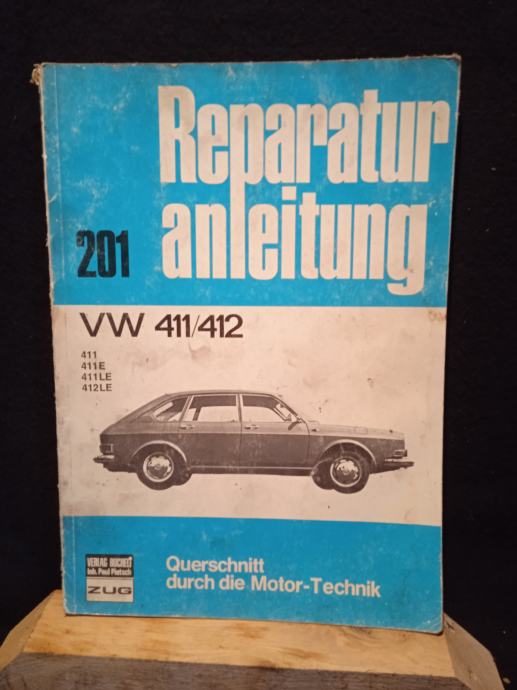 Reparatur
anleitung
201
VW 411/412
411
411E
411LE
412LE
VERLAG BUCHELI
Inh. Paul Pietsch
ZUG
Querschnitt
durch die Motor-Technik